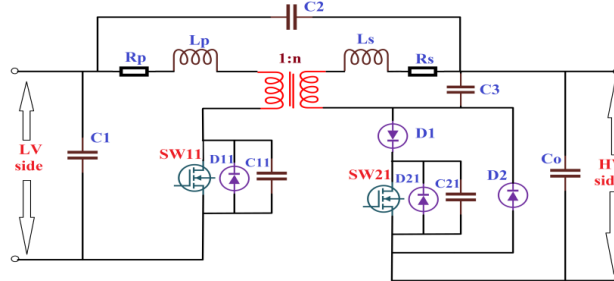 C2
Lp
Ls
Rp
1:n
Rs
C3
C1
D1
LV
side
SW11
D11
C11
SW21
D21
C21
D2
Co
HV
side